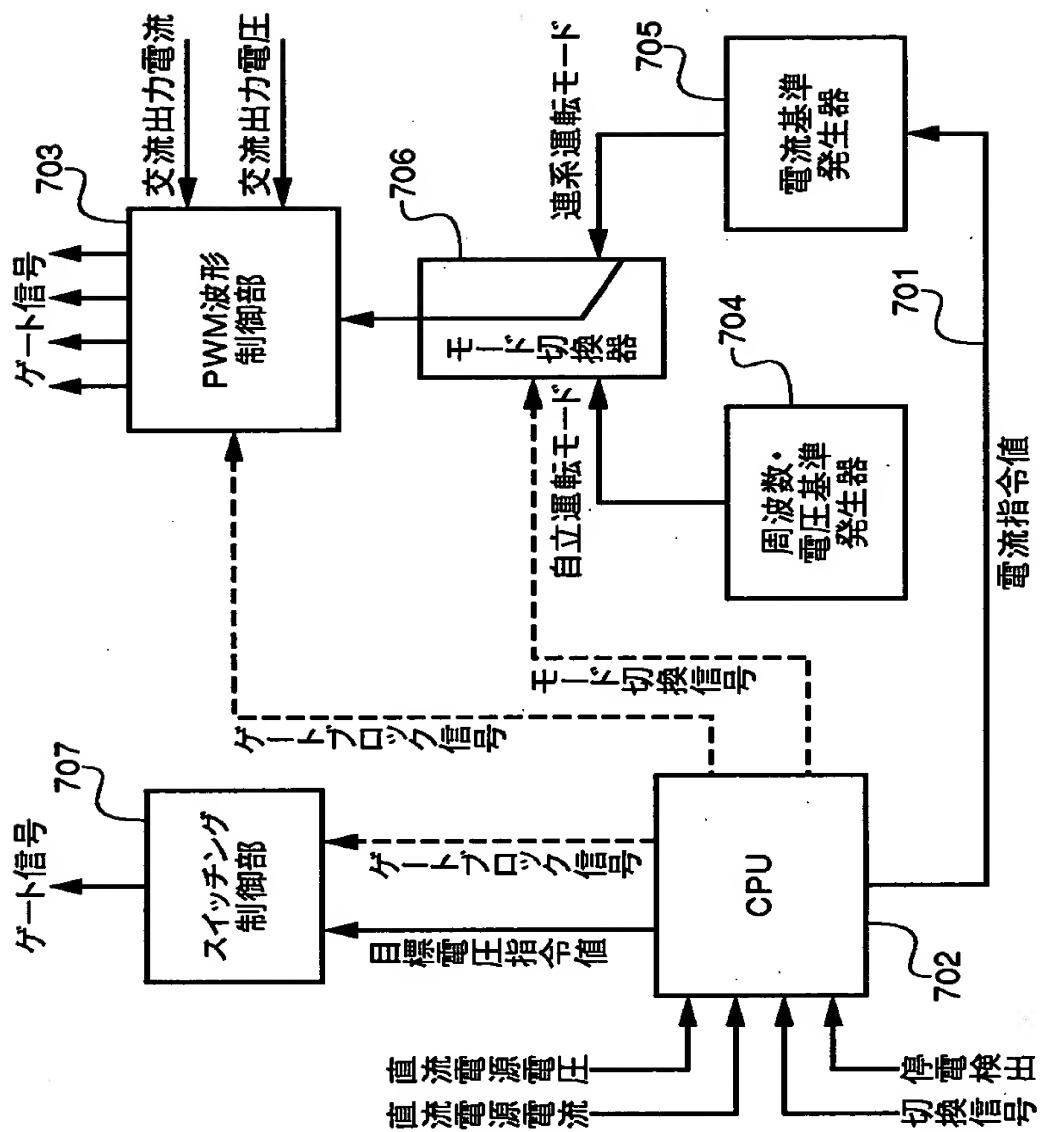 ゲート信号
スイッチング
制御部
707
目標電圧指令値
ゲートブロック信号
直流電源電圧
直流電源電流
切換信号
停電検出
CPU
702
ゲートブロック信号
モード切換信号
ゲート信号
PWM波形
制御部
703
交流出力電流
交流出力電圧
モード
切換
器
706
自立運転モード
連系運転モード
周波数・
電圧基準
発生器
704
電流基準
発生器
705
701
電流指令値